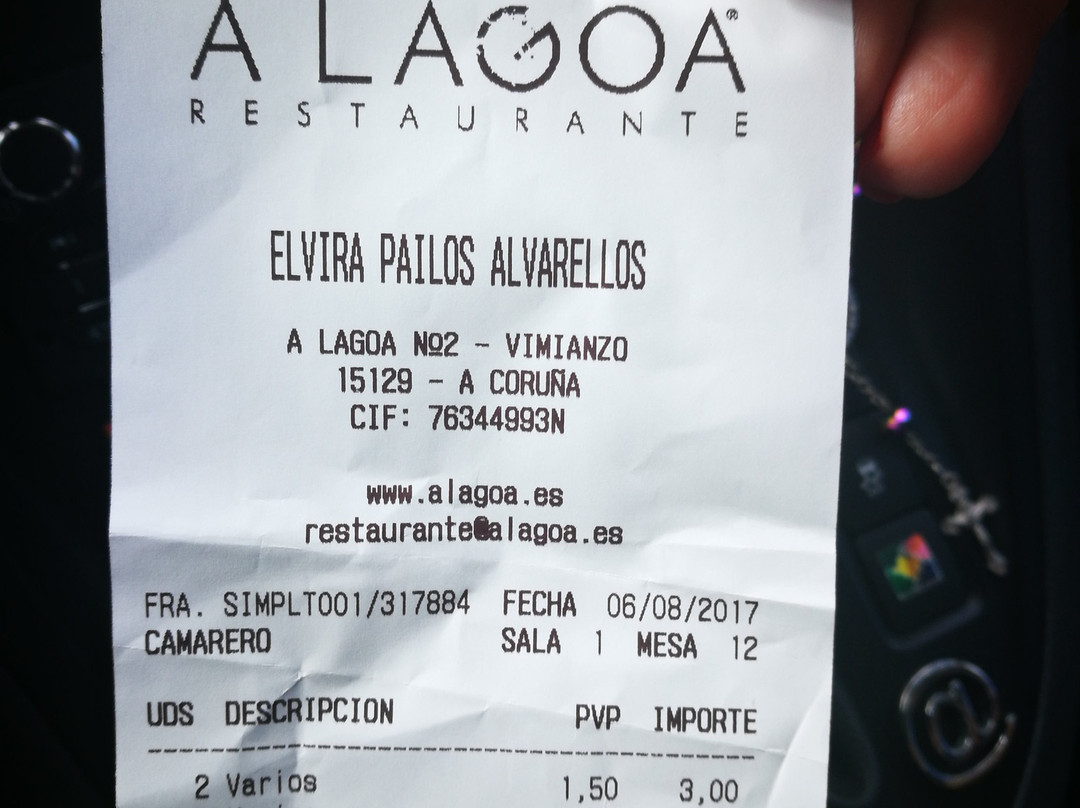 A LAGOA®
RESTAURANTE
ELVIRA PAILOS ALVARELLOS
A LAGOA Nº2 - VIMIANZO
15129 - A CORUÑA
CIF: 76344993N
www.alagoa.es
restaurante@alagoa.es
FRA. SIMPLT001/317884 FECHA 06/08/2017
CAMARERO SALA 1 MESA 12
UDS DESCRIPCION PVP IMPORTE
2 Varios 1,50 3,00
@